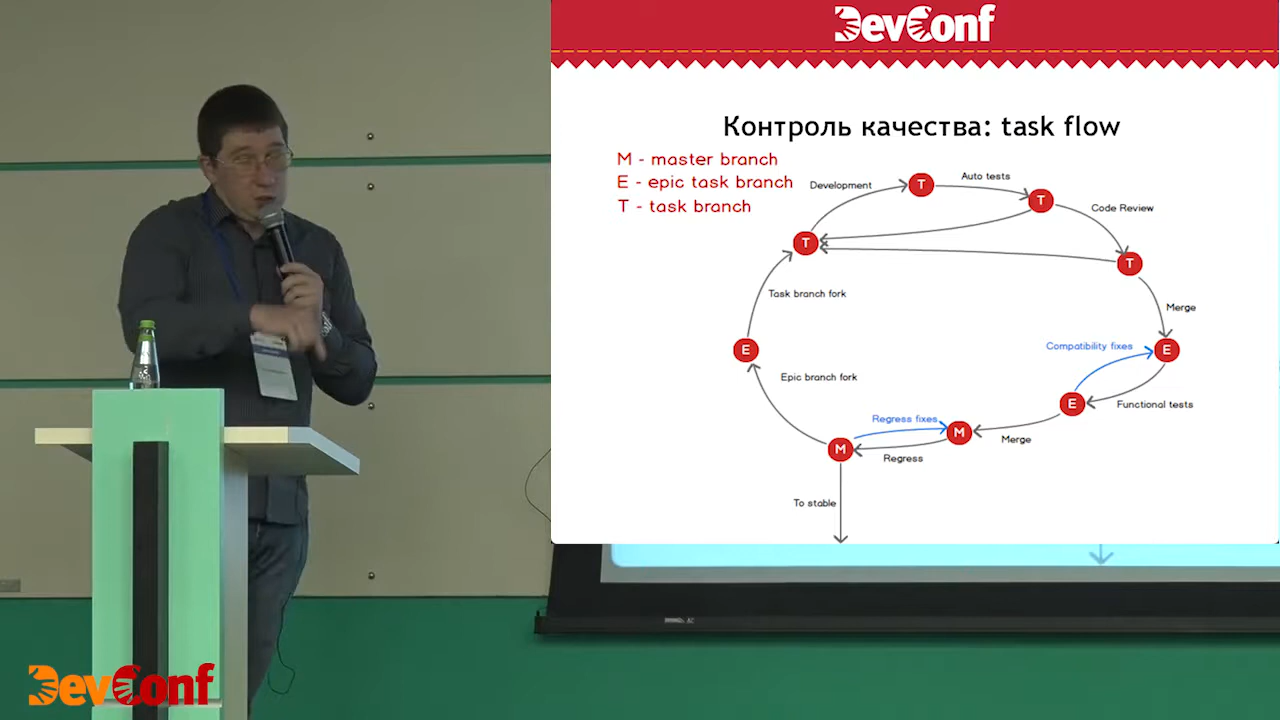 DevConf
Контроль качества: task flow
M - master branch
E - epic task branch
T - task branch
Development
Auto tests
T
T
Code Review
T
T
Task branch fork
Merge
E
Compatibility fixes
E
Epic branch fork
E
Functional tests
Regress fixes
M
Merge
M
Regress
To stable
DevConf